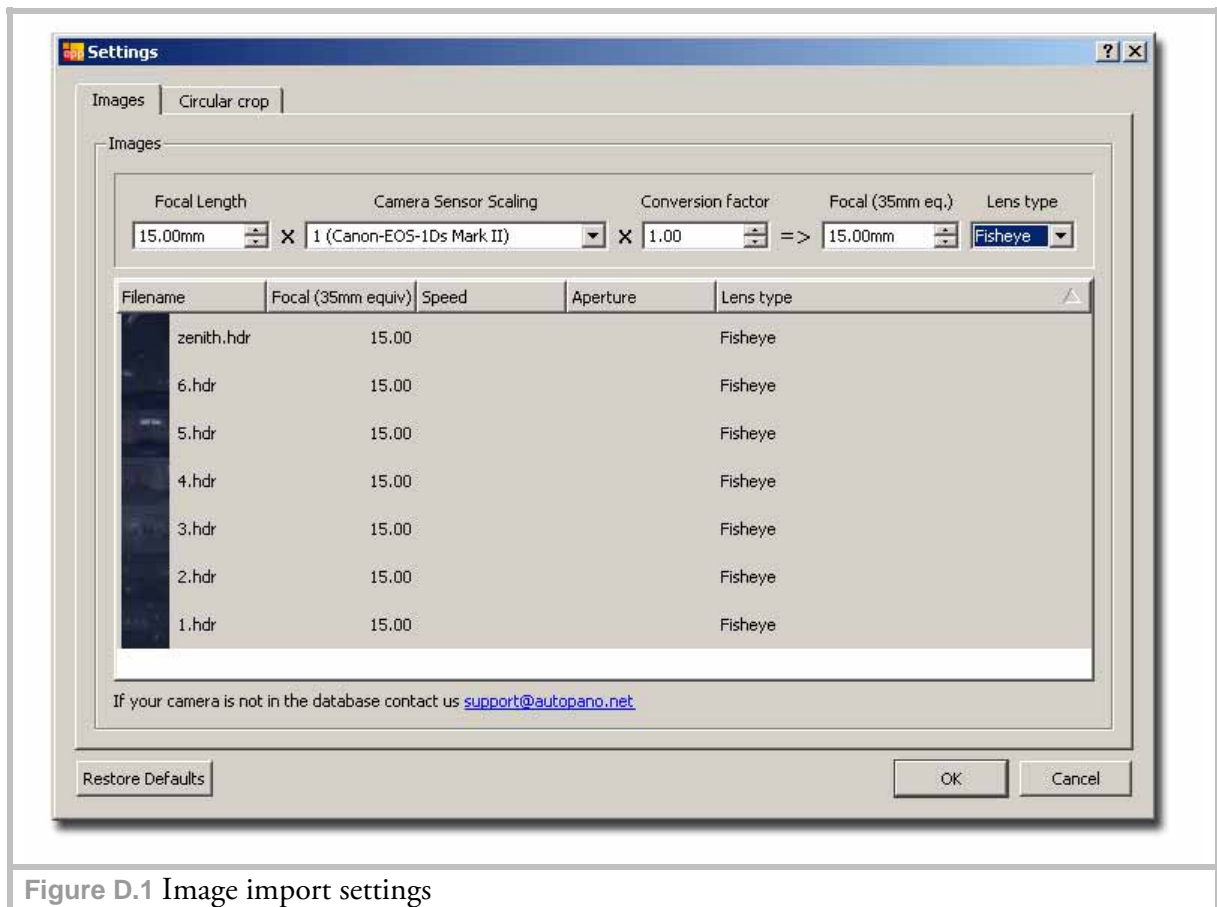 app Settings
Images Circular crop
Images
Focal Length Camera Sensor Scaling Conversion factor Focal (35mm eq.) Lens type
15.00mm X 1 (Canon-EOS-1Ds Mark II) X 1.00 => 15.00mm Fisheye
Filename Focal (35mm equiv) Speed Aperture Lens type
zenith.hdr 15.00 Fisheye
6.hdr 15.00 Fisheye
5.hdr 15.00 Fisheye
4.hdr 15.00 Fisheye
3.hdr 15.00 Fisheye
2.hdr 15.00 Fisheye
1.hdr 15.00 Fisheye
If your camera is not in the database contact us support@autopano.net
Restore Defaults OK Cancel
Figure D.1 Image import settings